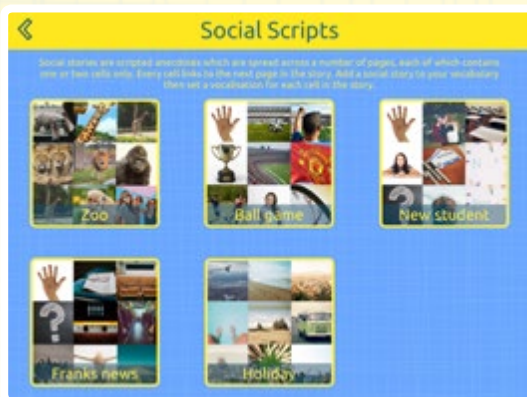 Social Scripts
Social stories are scripted anecdotes which are spread across a number of pages, each of which contains
one or two cells only. Every cell links to the next page in the story. Add a social story to your vocabulary
then set a vocalisation for each cell in the story.
Zoo
Ball game
New student
Franks news
Holiday